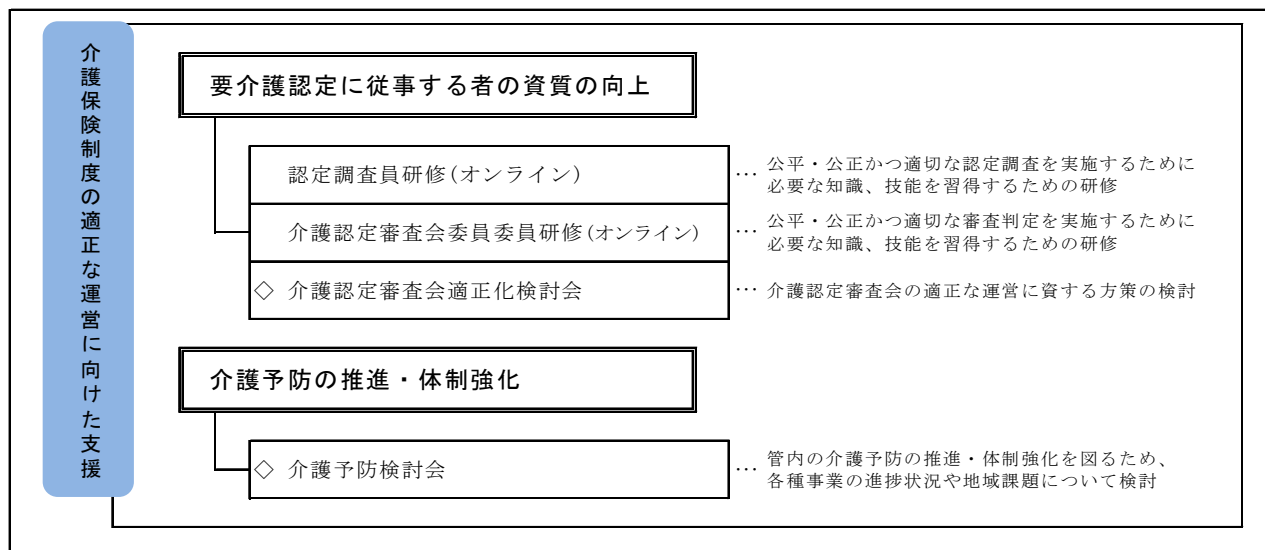 介護保険制度の適正な運営に向けた支援
要介護認定に従事する者の資質の向上
認定調査員研修(オンライン)
… 公平・公正かつ適切な認定調査を実施するために
必要な知識、技能を習得するための研修
介護認定審査会委員委員研修(オンライン)
… 公平・公正かつ適切な審査判定を実施するために
必要な知識、技能を習得するための研修
◇ 介護認定審査会適正化検討会
… 介護認定審査会の適正な運営に資する方策の検討
介護予防の推進・体制強化
◇ 介護予防検討会
… 管内の介護予防の推進・体制強化を図るため、
各種事業の進捗状況や地域課題について検討